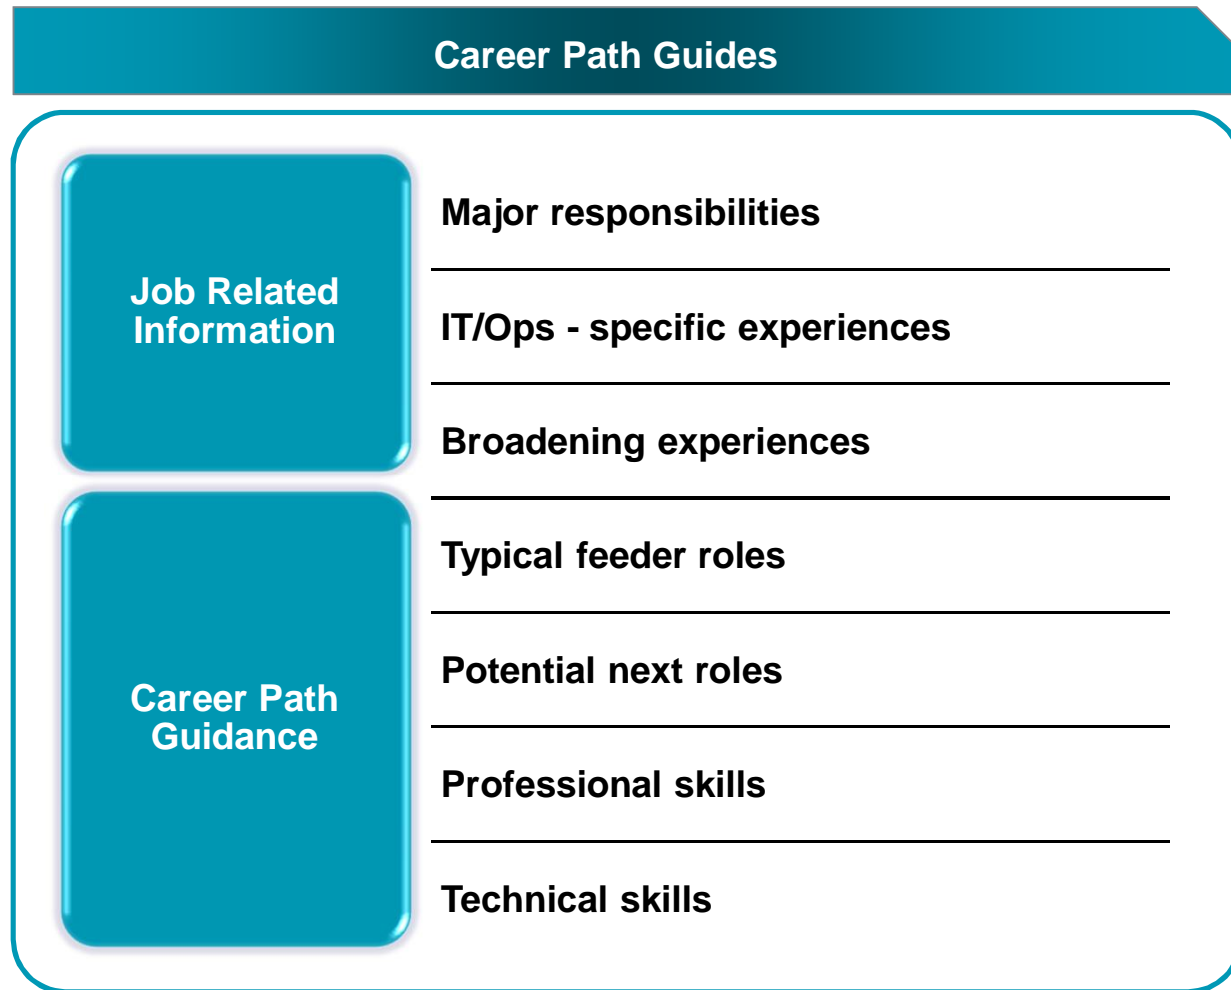 Career Path Guides
Job Related
Information
Major responsibilities
IT/Ops - specific experiences
Broadening experiences
Career Path
Guidance
Typical feeder roles
Potential next roles
Professional skills
Technical skills